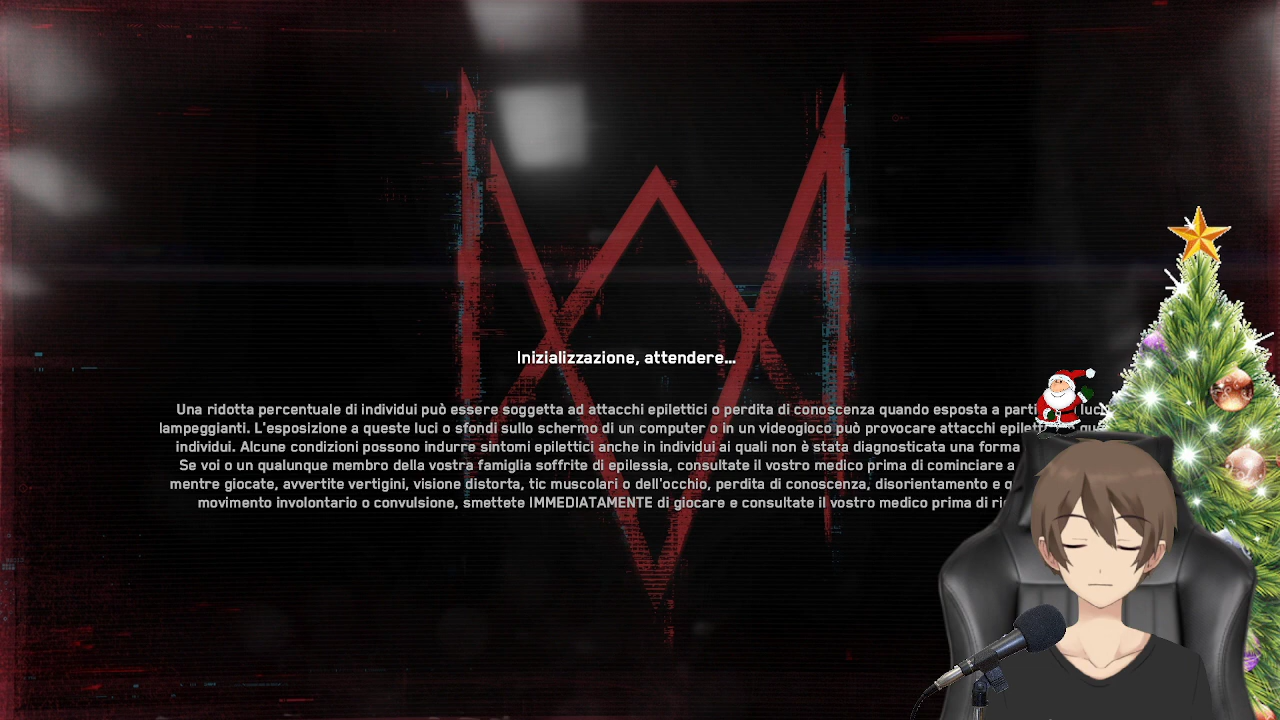 Inizializzazione, attendere...
Una ridotta percentuale di individui può essere soggetta ad attacchi epilettici o perdita di conoscenza quando esposta a parti luci
lampeggianti. L'esposizione a queste luci o sfondi sullo schermo di un computer o in un videogioco può provocare attacchi
individui. Alcune condizioni possono indurre sintomi epilettici anche in individui ai quali non è stata diagnosticata una forma
Se voi o un qualunque membro della vostra famiglia soffrite di epilessia, consultate il vostro medico prima di cominciare a
mentre giocate, avvertite vertigini, visione distorta, tic muscolari o dell'occhio, perdita di conoscenza, disorientamento e
movimento involontario o convulsione, smettete IMMEDIATAMENTE di giocare e consultate il vostro medico prima di